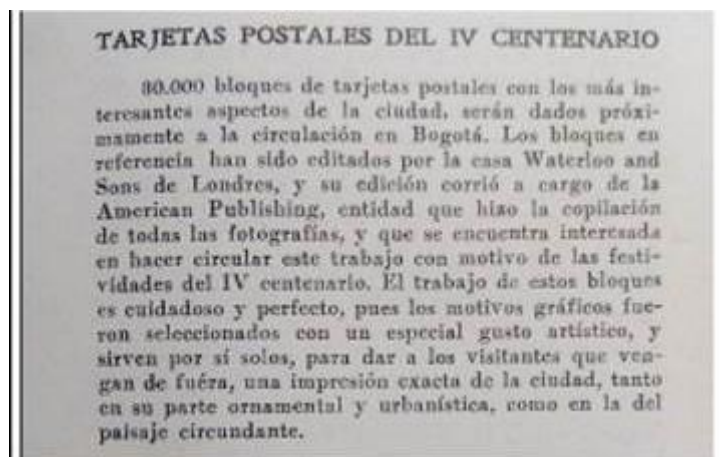 TARJETAS POSTALES DEL IV CENTENARIO
80.000 bloques de tarjetas postales con los más in-
teresantes aspectos de la ciudad, serán dados próxi-
mamente a la circulación en Bogotá. Los bloques en
referencia han sido editados por la casa Waterloo and
Sons de Londres, y su edición corrió a cargo de la
American Publishing, entidad que hizo la copilación
de todas las fotografías, y que se encuentra interesada
en hacer circular este trabajo con motivo de las festi-
vidades del IV centenario. El trabajo de estos bloques
es cuidadoso y perfecto, pues los motivos gráficos fue-
ron seleccionados con un especial gusto artístico, y
sirven por sí solos, para dar a los visitantes que ven-
gan de fuéra, una impresión exacta de la ciudad, tanto
en su parte ornamental y urbanística, como en la del
paisaje circundante.